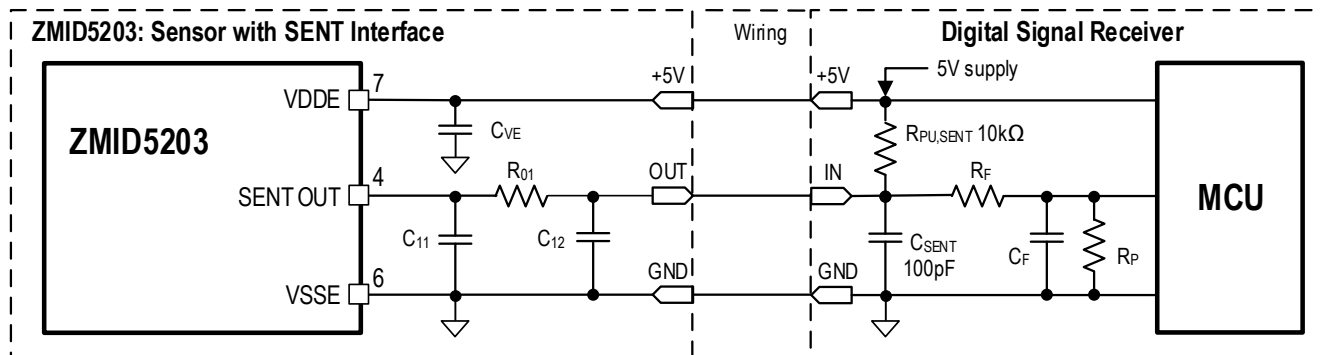 ZMID5203: Sensor with SENT Interface
Wiring
Digital Signal Receiver
5V supply
+5V
+5V
7
VDDE
ZMID5203
CVE
RPU,SENT 10kΩ
R01
OUT
IN
RF
4
SENT OUT
MCU
C11
C12
CSENT
100pF
CF
RP
GND
GND
6
VSSE